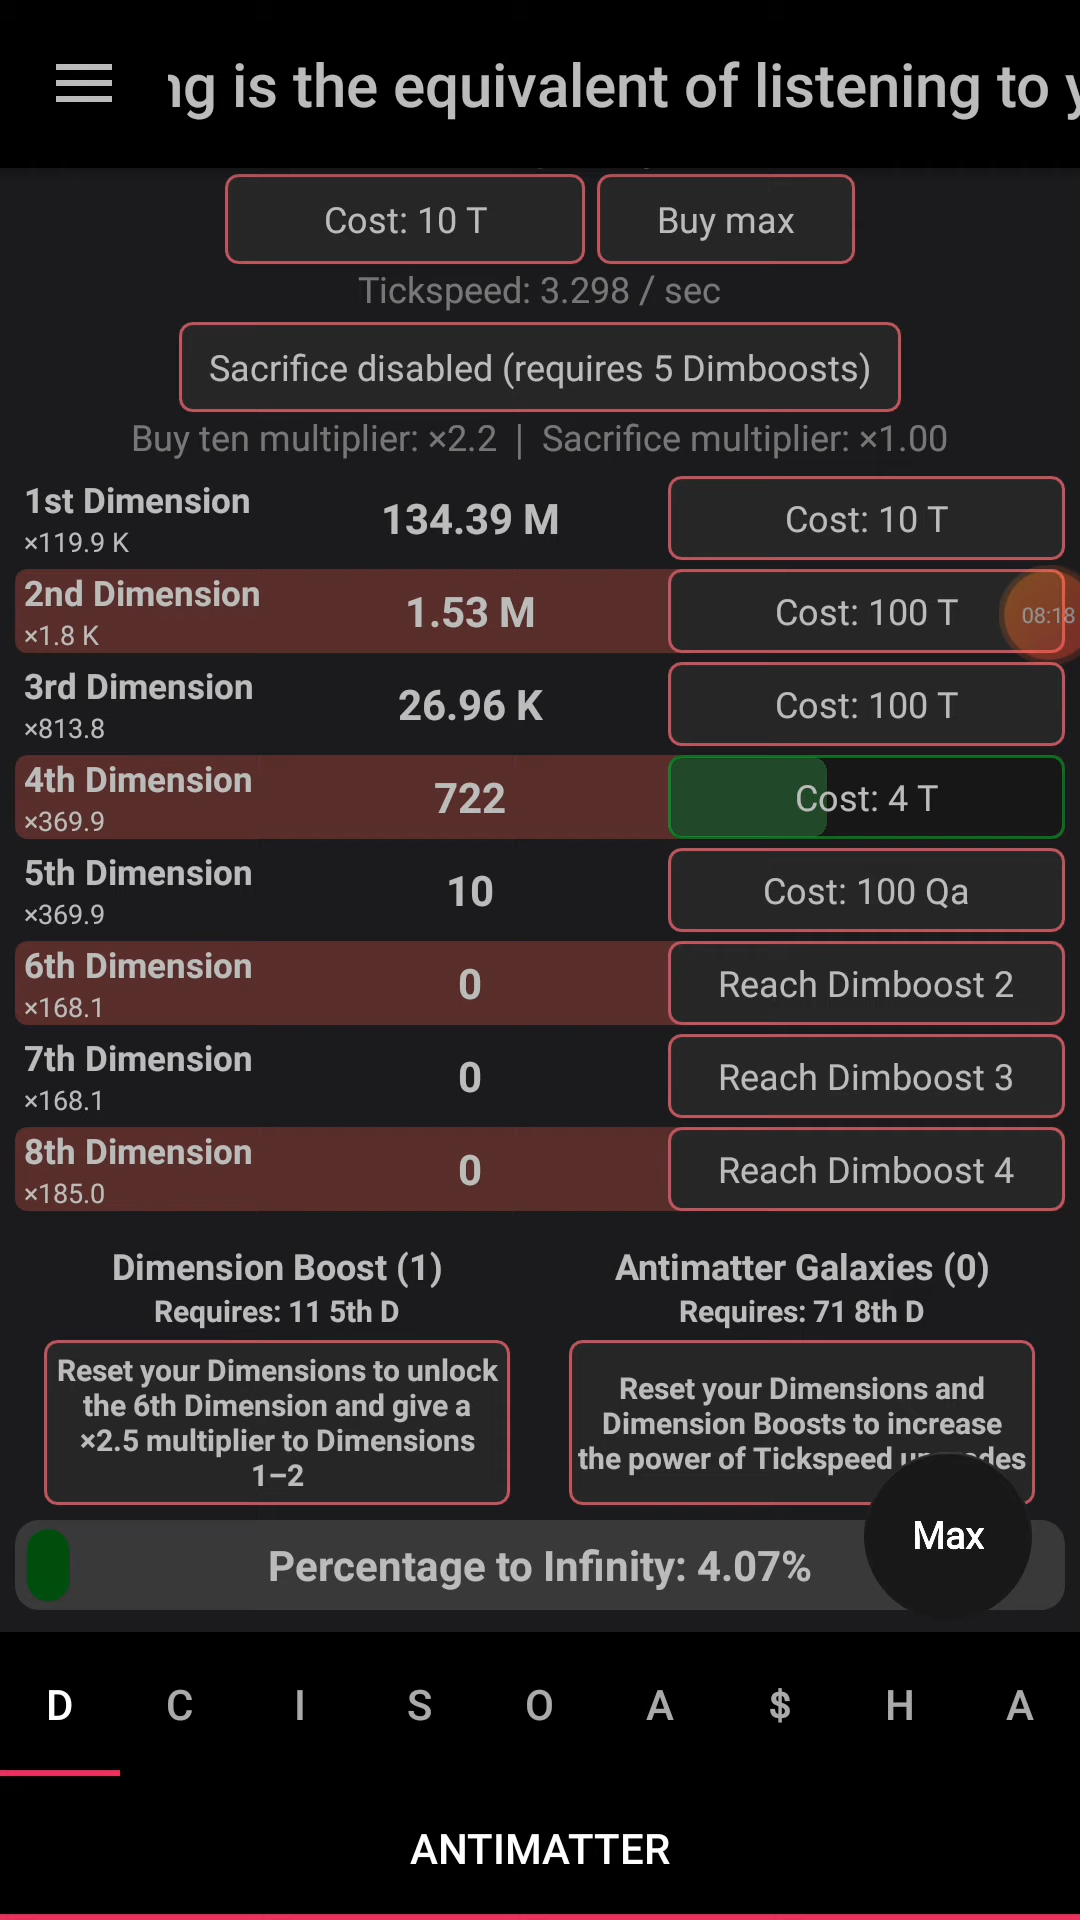 ng is the equivalent of listening to y
Cost: 10 T
Buy max
Tickspeed: 3.298 / sec
Sacrifice disabled (requires 5 Dimboosts)
Buy ten multiplier: ×2.2 | Sacrifice multiplier: ×1.00
1st Dimension
×119.9 K
134.39 M
Cost: 10 T
2nd Dimension
×1.8 K
1.53 M
Cost: 100 T
08:18
3rd Dimension
×813.8
26.96 K
Cost: 100 T
4th Dimension
×369.9
722
Cost: 4 T
5th Dimension
×369.9
10
Cost: 100 Qa
6th Dimension
×168.1
0
Reach Dimboost 2
7th Dimension
×168.1
0
Reach Dimboost 3
8th Dimension
×185.0
0
Reach Dimboost 4
Dimension Boost (1)
Requires: 11 5th D
Reset your Dimensions to unlock
the 6th Dimension and give a
×2.5 multiplier to Dimensions
1–2
Antimatter Galaxies (0)
Requires: 71 8th D
Reset your Dimensions and
Dimension Boosts to increase
the power of Tickspeed
Max
Percentage to Infinity: 4.07%
D C I S O A $ H A
ANTIMATTER